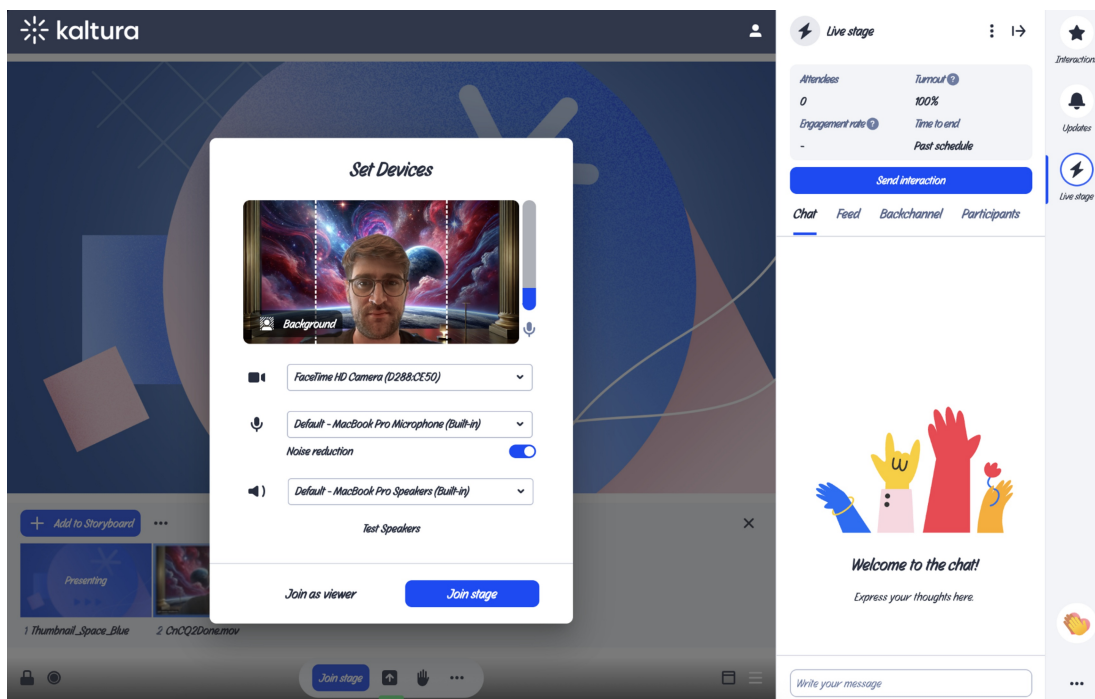 kaltura
Live stage
Interaction
Attendees
Turnout ?
0
100%
Engagement rate ?
Time to end
-
Past schedule
Updates
Send interaction
Live stage
Chat Feed Backchannel Participants
Set Devices
Background
FaceTime HD Camera (D288:CE50)
Default - MacBook Pro Microphone (Built-in)
Noise reduction
Default - MacBook Pro Speakers (Built-in)
Test Speakers
Join as viewer
Join stage
+ Add to Storyboard
Presenting
1 Thumbnail_Space_Blue
2 CnCQ2Done.mov
Join stage
W
Welcome to the chat!
Express your thoughts here.
Write your message